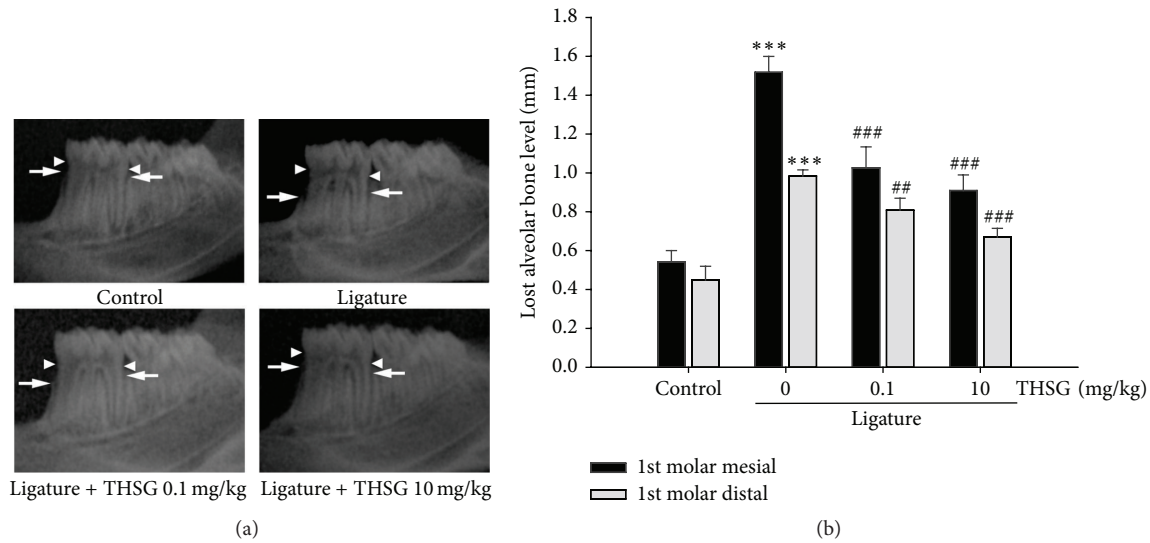 Control
Ligature
Ligature + THSG 0.1 mg/kg
Ligature + THSG 10 mg/kg
(a)
Lost alveolar bone level (mm)
1.8
1.6
1.4
1.2
1.0
0.8
0.6
0.4
0.2
0.0
***
***
###
##
###
###
Control
0
0.1
10
THSG (mg/kg)
Ligature
1st molar mesial
1st molar distal
(b)